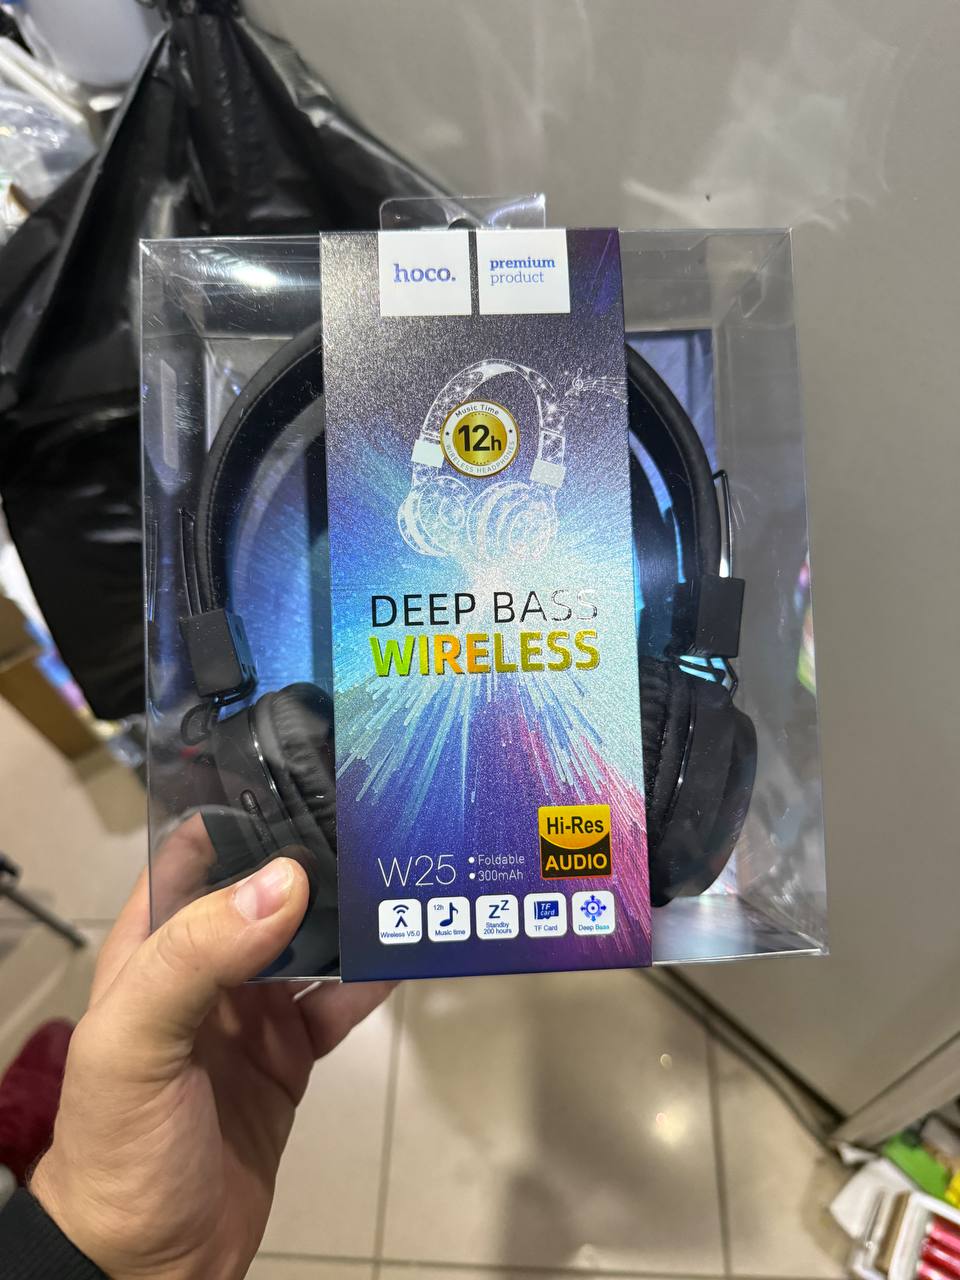 hoco.
premium
product
Music Time
12h
WIRELESS HEADPHONES
DEEP BASS
WIRELESS
Hi-Res
AUDIO
W25
• Foldable
• 300mAh
Wireless V5.0
12h
Music time
ZZ
Standby
200 hours
TF
card
TF Card
Deep Bass